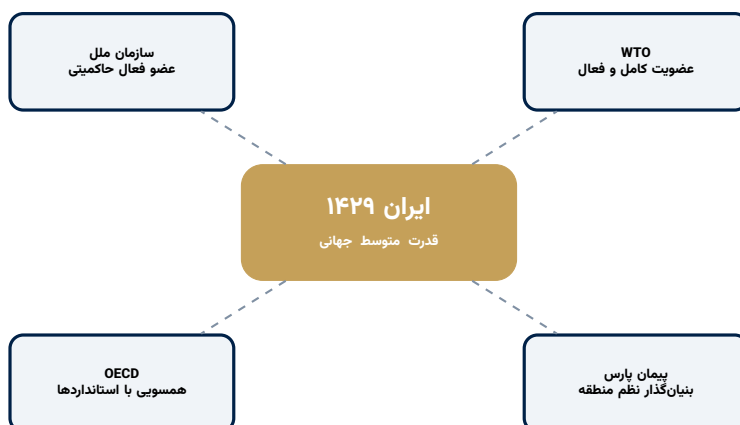 WTO
عضویت کامل و فعال
سازمان ملل
عضو فعال حاکمیتی
ایران ۱۴۲۹
قدرت متوسط جهانی
پیمان پارس
بنیان‌گذار نظم منطقه
OECD
همسویی با استانداردها